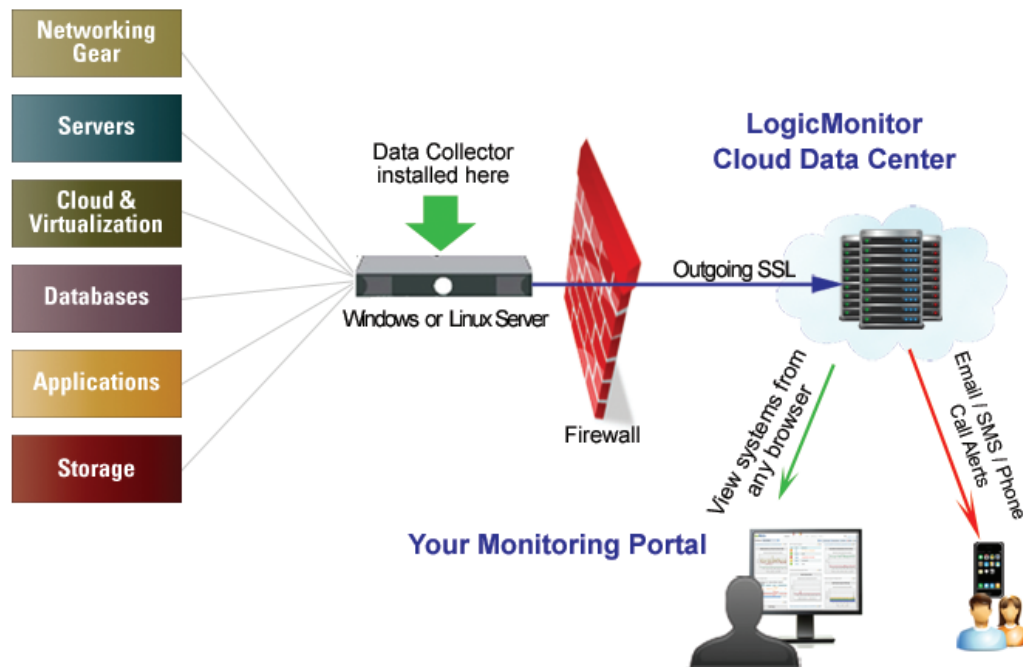 Networking
Gear
Servers
Cloud &
Virtualization
Databases
Applications
Storage
Data Collector
installed here
Windows or Linux Server
Firewall
Outgoing SSL
LogicMonitor
Cloud Data Center
View systems from
any browser
Email / SMS / Phone
Call Alerts
Your Monitoring Portal